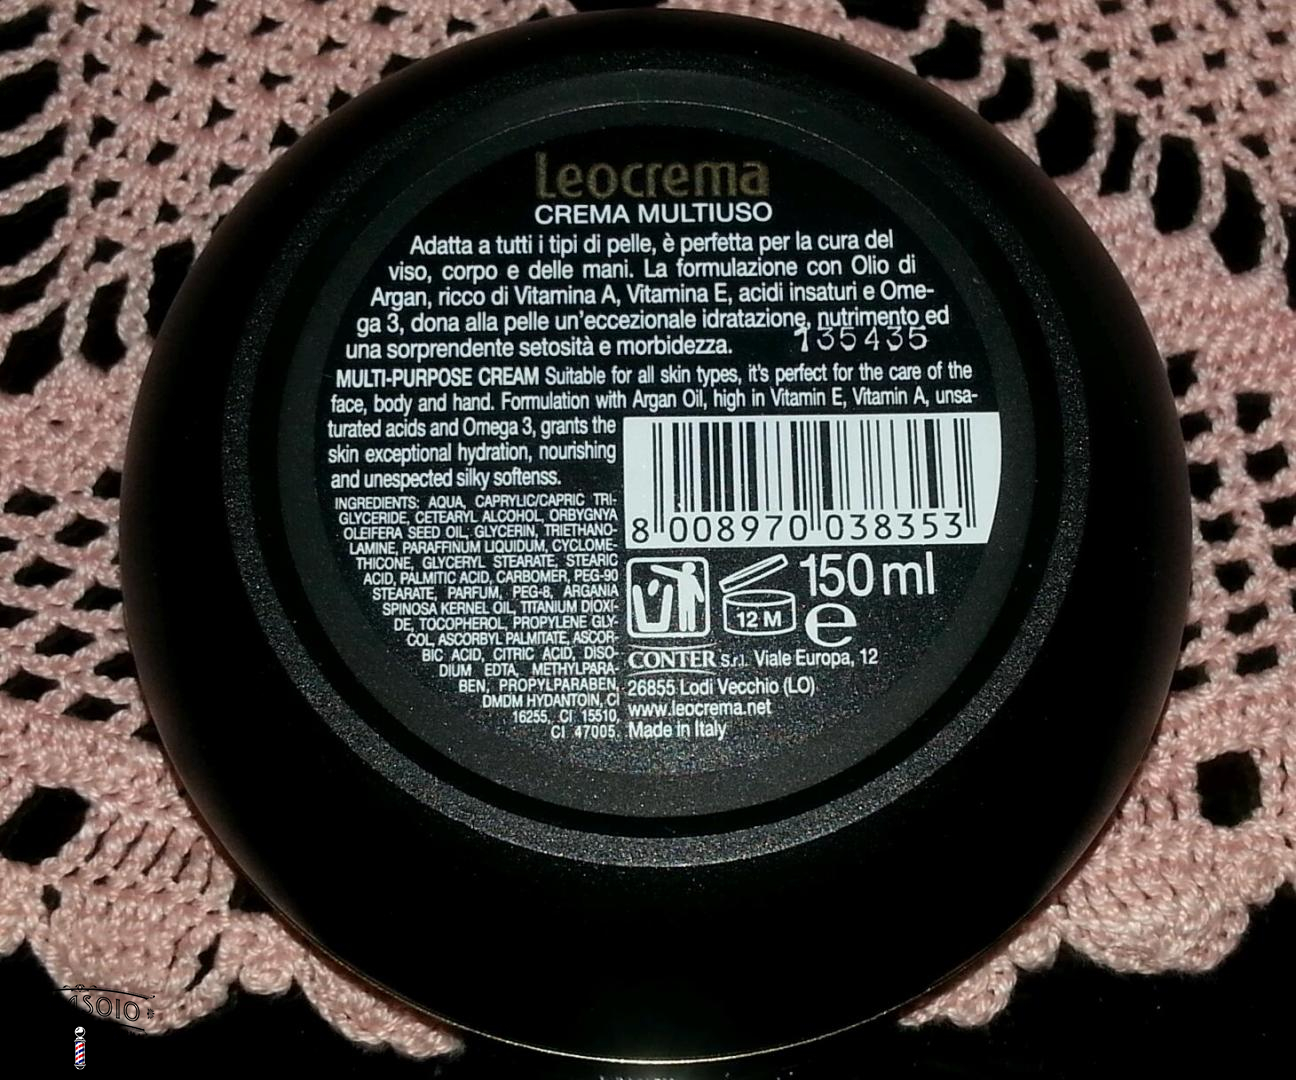 Leocrema
CREMA MULTIUSO
Adatta a tutti i tipi di pelle, è perfetta per la cura del
viso, corpo e delle mani. La formulazione con Olio di
Argan, ricco di Vitamina A, Vitamina E, acidi insaturi e Ome-
ga 3, dona alla pelle un'eccezionale idratazione, nutrimento ed
una sorprendente setosità e morbidezza.
135435
MULTI-PURPOSE CREAM Suitable for all skin types, it's perfect for the care of the
face, body and hand. Formulation with Argan Oil, high in Vitamin E, Vitamin A, unsa-
turated acids and Omega 3, grants the
skin exceptional hydration, nourishing
and unespected silky softenss.
INGREDIENTS: AQUA, CAPRYLIC/CAPRIC TRI-
GLYCERIDE, CETEARYL ALCOHOL, ORBYGNYA
OLEIFERA SEED OIL, GLYCERIN, TRIETHANO-
LAMINE, PARAFFINUM LIQUIDUM, CYCLOME-
THICONE, GLYCERYL STEARATE, STEARIC
ACID, PALMITIC ACID, CARBOMER, PEG-90
STEARATE, PARFUM, PEG-8, ARGANIA
SPINOSA KERNEL OIL, TITANIUM DIOXI-
DE, TOCOPHEROL, PROPYLENE GLY-
COL, ASCORBYL PALMITATE, ASCOR-
BIC ACID, CITRIC ACID, DISO-
DIUM EDTA, METHYLPARA-
BEN, PROPYLPARABEN,
DMDM HYDANTOIN, CI
16255, CI 15510,
CI 47005.
8 008970 038353
150 ml
12 M
e
CONTER s.r.l. Viale Europa, 12
26855 Lodi Vecchio (LO)
www.leocrema.net
Made in Italy